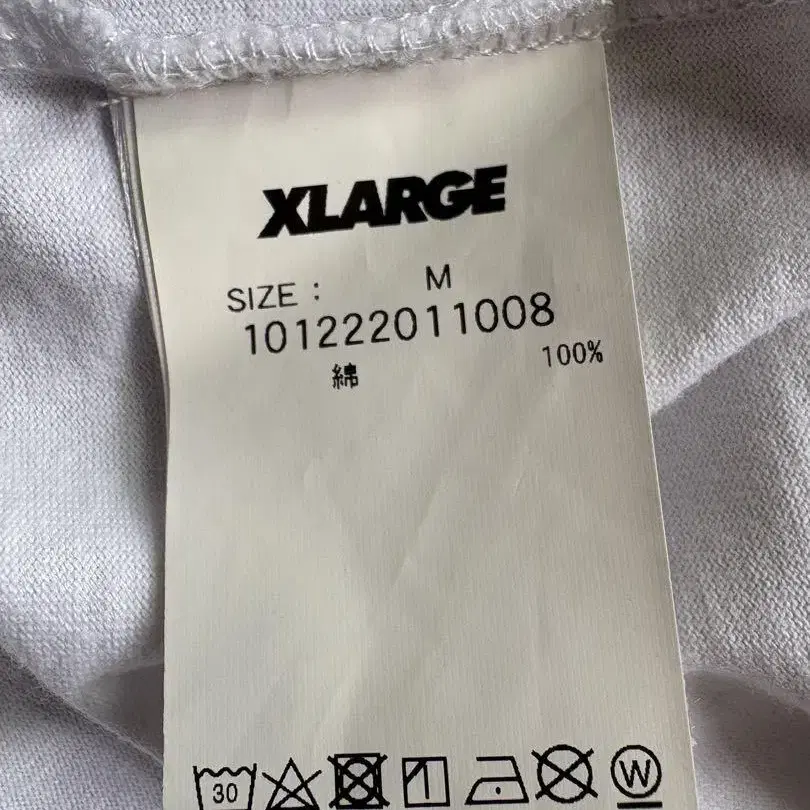 XLARGE
SIZE : M
101222011008
綿 100%
30 W